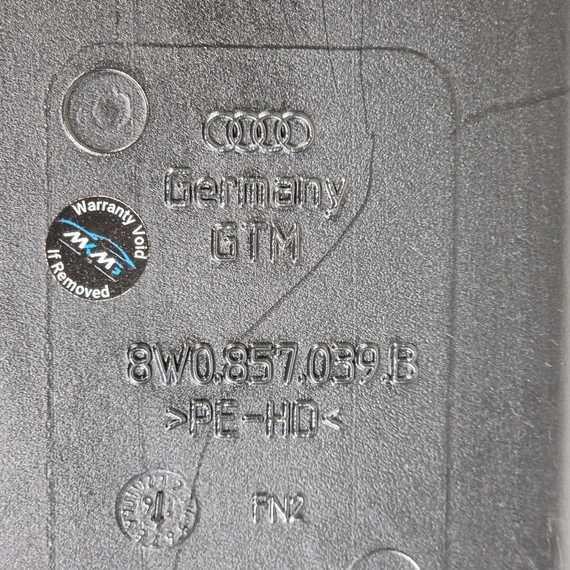 Germany
GTM
Warranty Void
If Removed
8W0.857.039.B
>PE-HD<
FN2